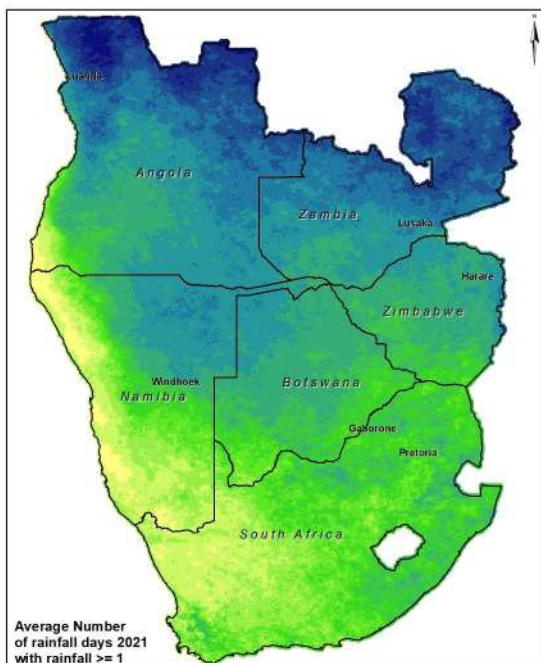 N
Luanda
Angola
Zambia
Lusaka
Harare
Zimbabwe
Windhoek
Namibia
Botswana
Gaborone
Pretoria
South Africa
Average Number
of rainfall days 2021
with rainfall >= 1